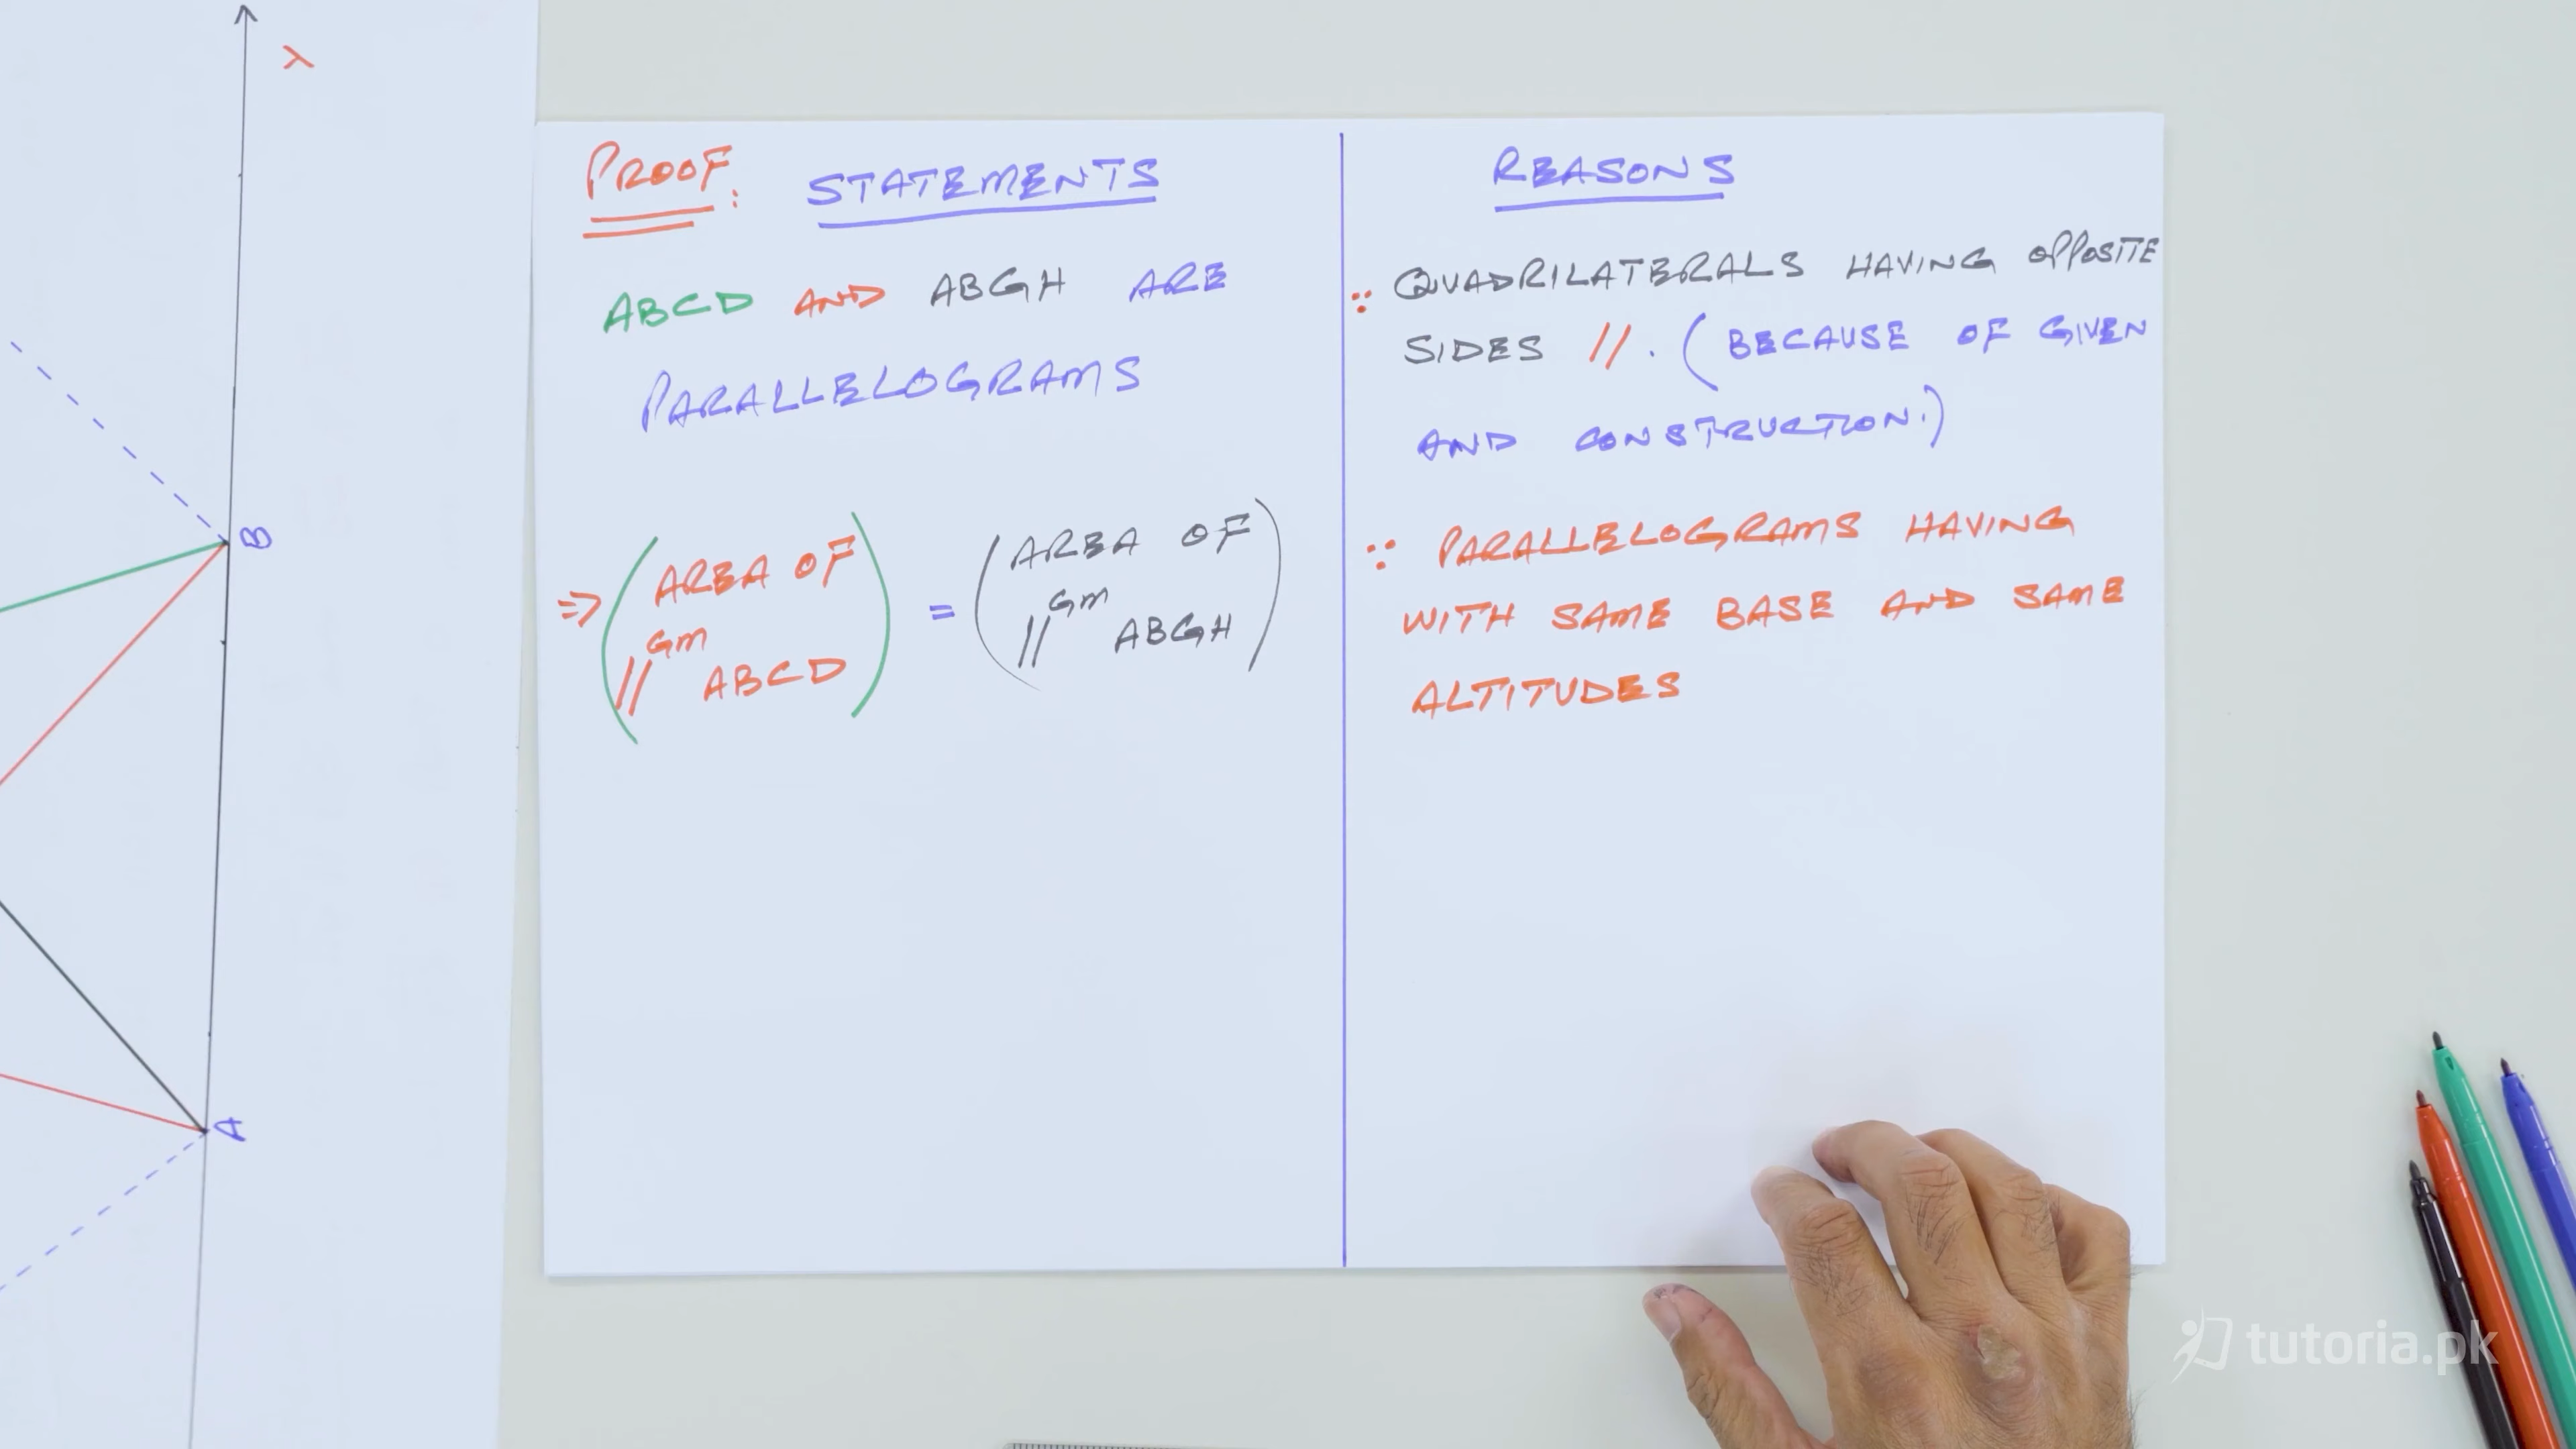 Y
B
A
PROOF: STATEMENTS
ABCD AND ABGH ARE
PARALLELOGRAMS
⇒ (AREA OF //GM ABCD) = (AREA OF //GM ABGH)
REASONS
∵ QUADRILATERALS HAVING OPPOSITE
SIDES //. (BECAUSE OF GIVEN
AND CONSTRUCTION.)
∵ PARALLELOGRAMS HAVING
WITH SAME BASE AND SAME
ALTITUDES
tutoria.pk